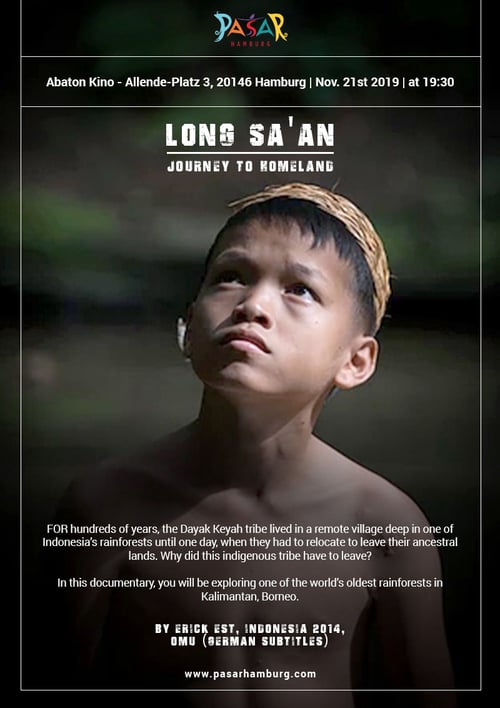 PASAR
HAMBURG
Abaton Kino - Allende-Platz 3, 20146 Hamburg | Nov. 21st 2019 | at 19:30
LONG SA'AN
JOURNEY TO HOMELAND
FOR hundreds of years, the Dayak Keyah tribe lived in a remote village deep in one of
Indonesia's rainforests until one day, when they had to relocate to leave their ancestral
lands. Why did this indigenous tribe have to leave?
In this documentary, you will be exploring one of the world's oldest rainforests in
Kalimantan, Borneo.
BY ERICK EST, INDONESIA 2014,
OMU (GERMAN SUBTITLES)
www.pasarhamburg.com